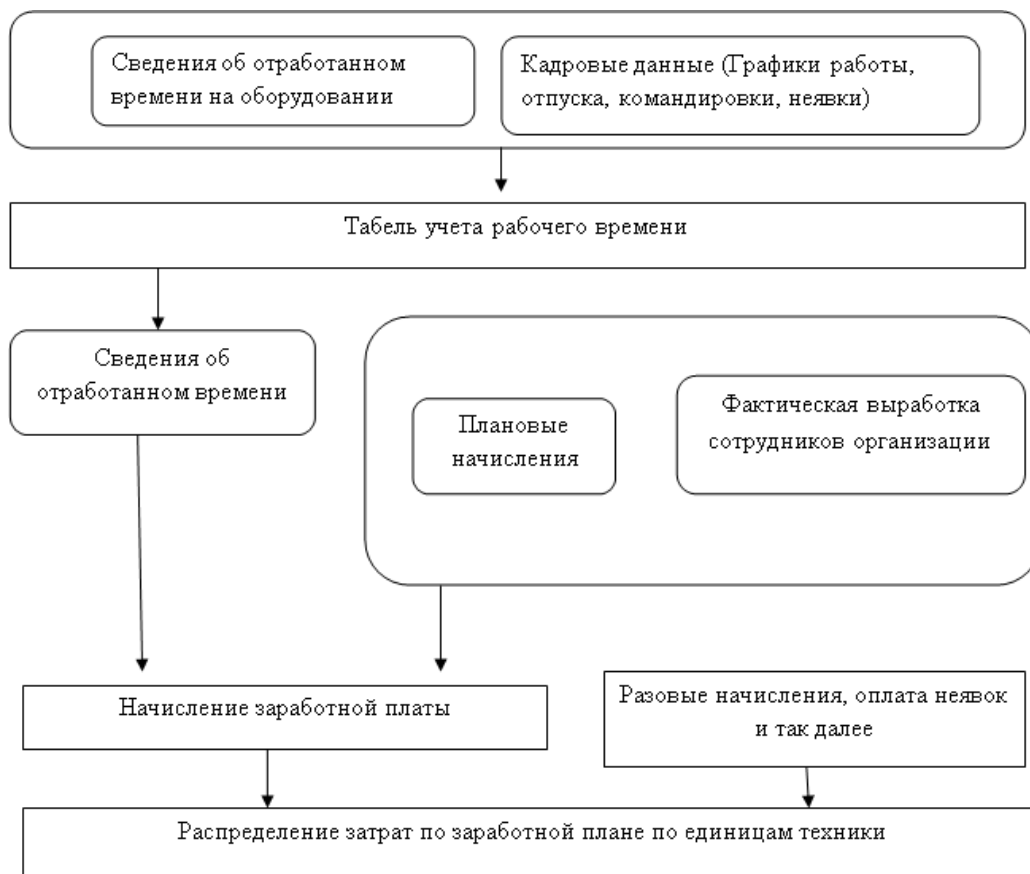 Сведения об отработанном
времени на оборудовании
Кадровые данные (Графики работы,
отпуска, командировки, неявки)
Табель учета рабочего времени
Сведения об
отработанном времени
Плановые
начисления
Фактическая выработка
сотрудников организации
Начисление заработной платы
Разовые начисления, оплата неявок
и так далее
Распределение затрат по заработной плане по единицам техники